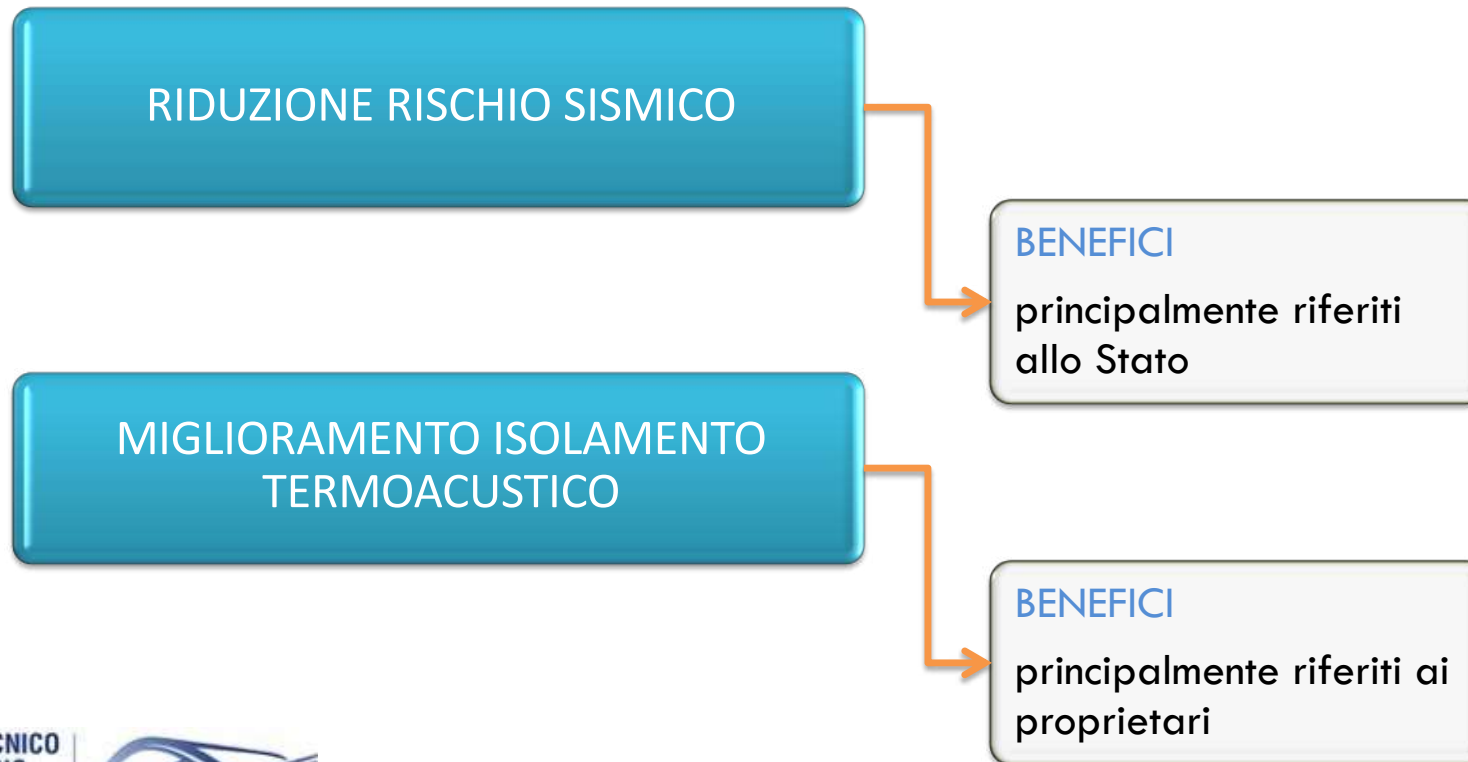 RIDUZIONE RISCHIO SISMICO
BENEFICI
principalmente riferiti
allo Stato
MIGLIORAMENTO ISOLAMENTO
TERMOACUSTICO
BENEFICI
principalmente riferiti ai
proprietari